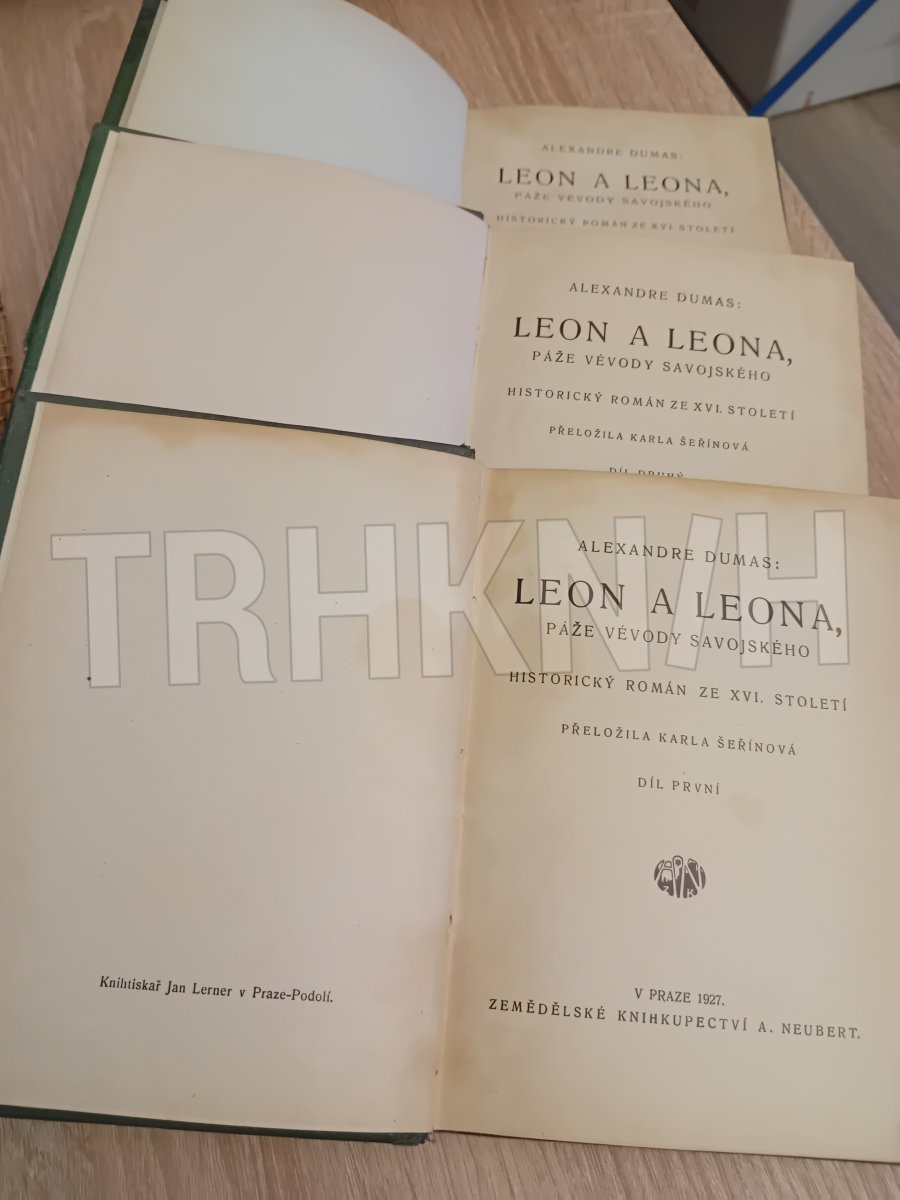 ALEXANDRE DUMAS:
LEON A LEONA,
PÁŽE VÉVODY SAVOJSKÉHO
HISTORICKÝ ROMÁN ZE XVI. STOLETÍ
ALEXANDRE DUMAS:
LEON A LEONA,
PÁŽE VÉVODY SAVOJSKÉHO
HISTORICKÝ ROMÁN ZE XVI. STOLETÍ
PŘELOŽILA KARLA ŠEŘÍNOVÁ
DÍL DRUHÝ
TRHKNIH
ALEXANDRE DUMAS:
LEON A LEONA,
PÁŽE VÉVODY SAVOJSKÉHO
HISTORICKÝ ROMÁN ZE XVI. STOLETÍ
PŘELOŽILA KARLA ŠEŘÍNOVÁ
DÍL PRVNÍ
Knihtiskař Jan Lerner v Praze-Podolí.
V PRAZE 1927.
ZEMĚDĚLSKÉ KNIHKUPECTVÍ A. NEUBERT.